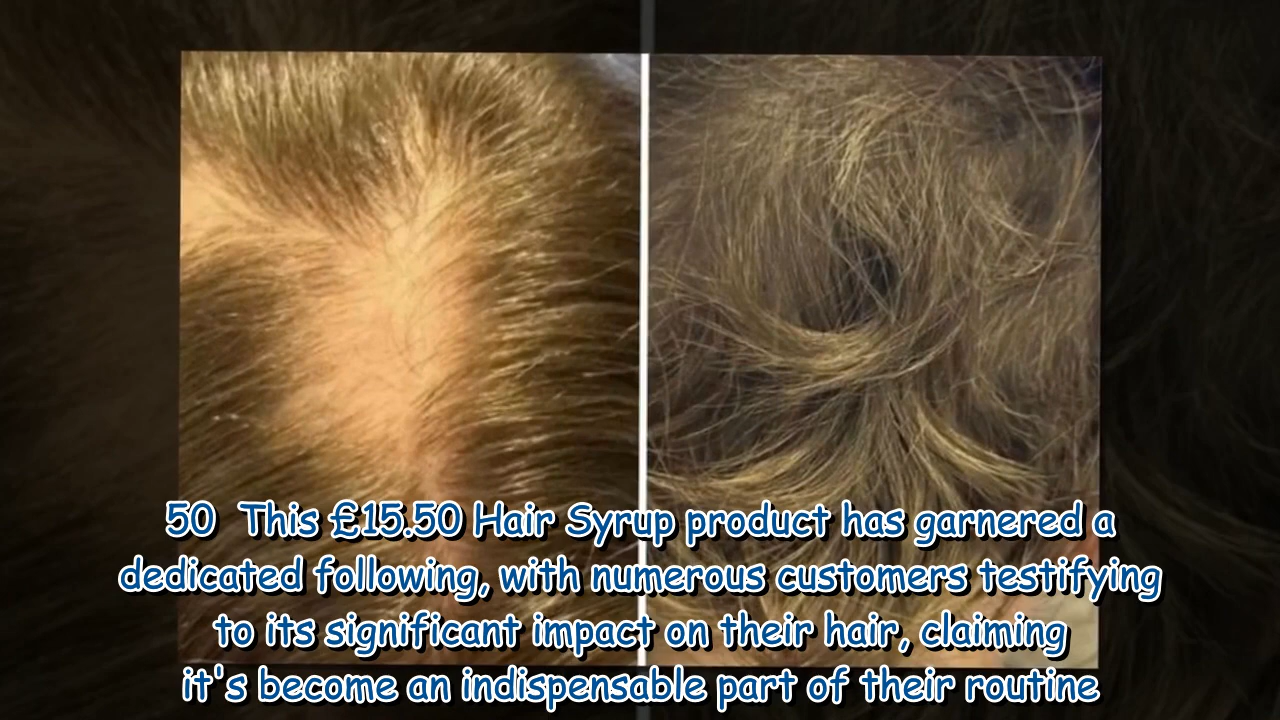 50  This £15.50 Hair Syrup product has garnered a
dedicated following, with numerous customers testifying
to its significant impact on their hair, claiming
it's become an indispensable part of their routine